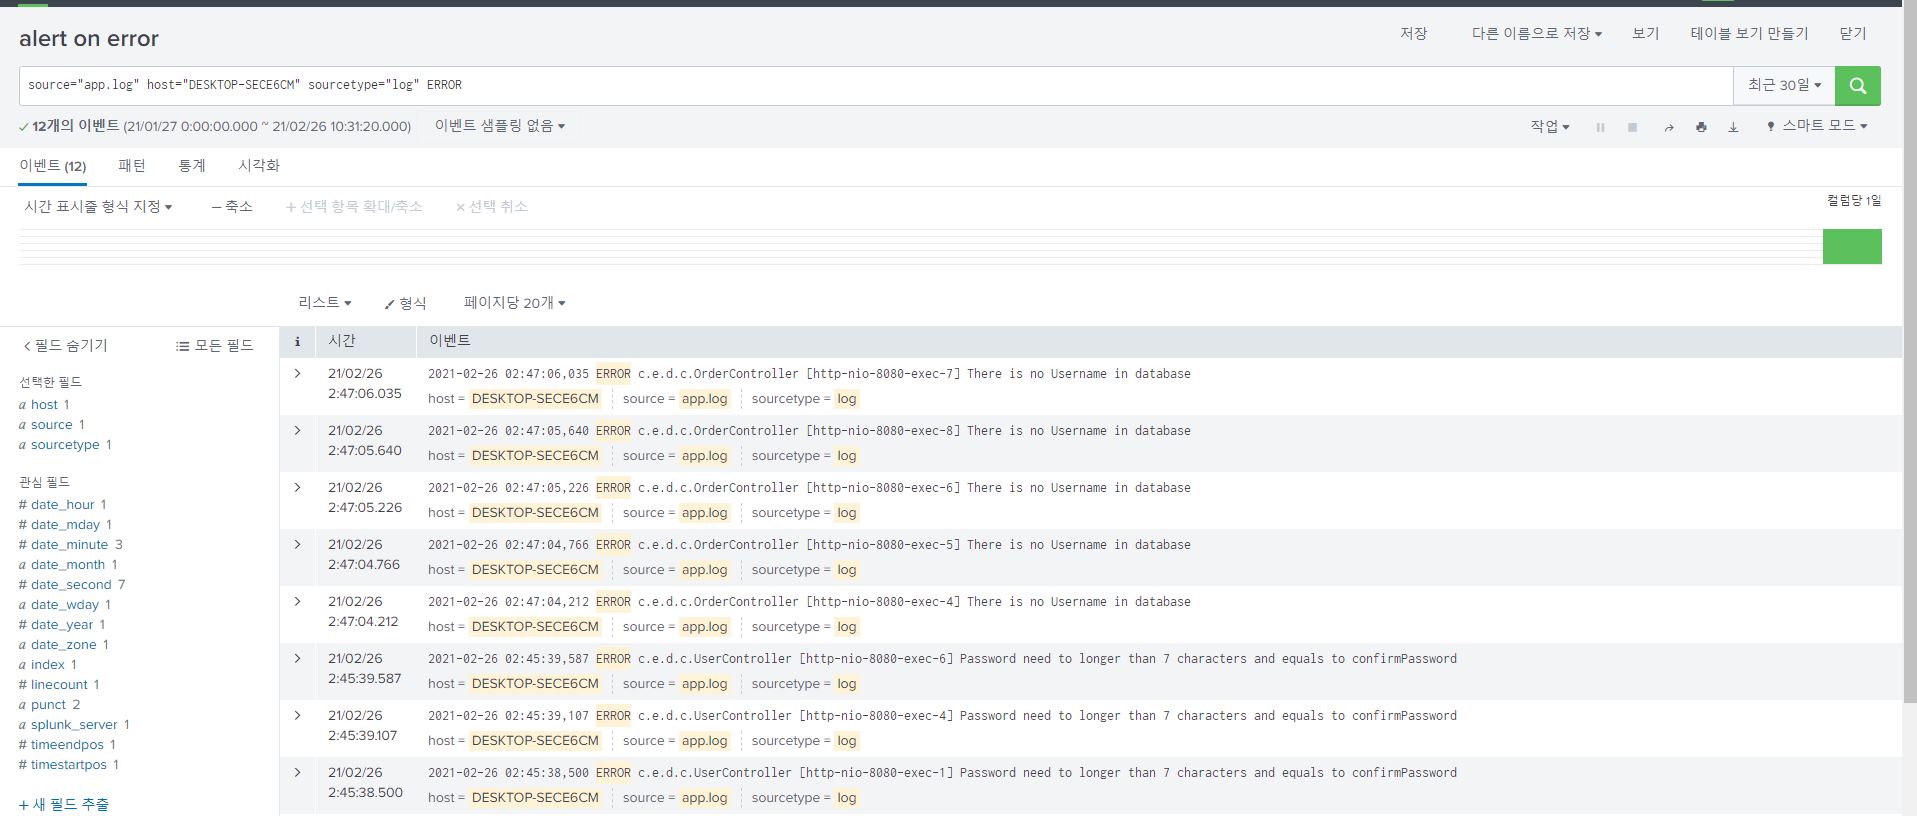 alert on error
저장 다른 이름으로 저장 보기 테이블 보기 만들기 닫기
source="app.log" host="DESKTOP-SECE6CM" sourcetype="log" ERROR
최근 30일
12개의 이벤트 (21/01/27 0:00:00.000 ~ 21/02/26 10:31:20.000) 이벤트 샘플링 없음
작업 스마트 모드
이벤트 (12) 패턴 통계 시각화
시간 표시줄 형식 지정 — 축소 + 선택 항목 확대/축소 × 선택 취소
컬럼당 1일
리스트 형식 페이지당 20개
< 필드 숨기기 모든 필드
선택한 필드
a host 1
a source 1
a sourcetype 1
관심 필드
# date_hour 1
# date_mday 1
# date_minute 3
a date_month 1
# date_second 7
a date_wday 1
# date_year 1
a date_zone 1
a index 1
# linecount 1
a punct 2
a splunk_server 1
# timeendpos 1
# timestartpos 1
+ 새 필드 추출
i 시간 이벤트
> 21/02/26 2021-02-26 02:47:06,035 ERROR c.e.d.c.OrderController [http-nio-8080-exec-7] There is no Username in database
2:47:06.035 host = DESKTOP-SECE6CM source = app.log sourcetype = log
> 21/02/26 2021-02-26 02:47:05,640 ERROR c.e.d.c.OrderController [http-nio-8080-exec-8] There is no Username in database
2:47:05.640 host = DESKTOP-SECE6CM source = app.log sourcetype = log
> 21/02/26 2021-02-26 02:47:05,226 ERROR c.e.d.c.OrderController [http-nio-8080-exec-6] There is no Username in database
2:47:05.226 host = DESKTOP-SECE6CM source = app.log sourcetype = log
> 21/02/26 2021-02-26 02:47:04,766 ERROR c.e.d.c.OrderController [http-nio-8080-exec-5] There is no Username in database
2:47:04.766 host = DESKTOP-SECE6CM source = app.log sourcetype = log
> 21/02/26 2021-02-26 02:47:04,212 ERROR c.e.d.c.OrderController [http-nio-8080-exec-4] There is no Username in database
2:47:04.212 host = DESKTOP-SECE6CM source = app.log sourcetype = log
> 21/02/26 2021-02-26 02:45:39,587 ERROR c.e.d.c.UserController [http-nio-8080-exec-6] Password need to longer than 7 characters and equals to confirmPassword
2:45:39.587 host = DESKTOP-SECE6CM source = app.log sourcetype = log
> 21/02/26 2021-02-26 02:45:39,107 ERROR c.e.d.c.UserController [http-nio-8080-exec-4] Password need to longer than 7 characters and equals to confirmPassword
2:45:39.107 host = DESKTOP-SECE6CM source = app.log sourcetype = log
> 21/02/26 2021-02-26 02:45:38,500 ERROR c.e.d.c.UserController [http-nio-8080-exec-1] Password need to longer than 7 characters and equals to confirmPassword
2:45:38.500 host = DESKTOP-SECE6CM source = app.log sourcetype = log